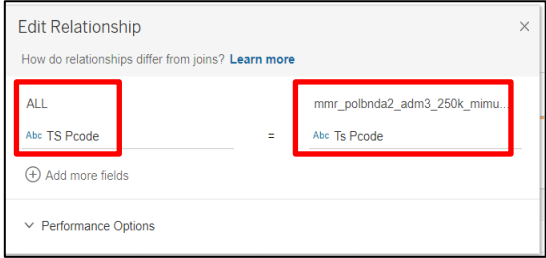 Edit Relationship
How do relationships differ from joins? Learn more
ALL mmr_polbnda2_adm3_250k_mimu...
Abc TS Pcode = Abc Ts Pcode
Add more fields
Performance Options